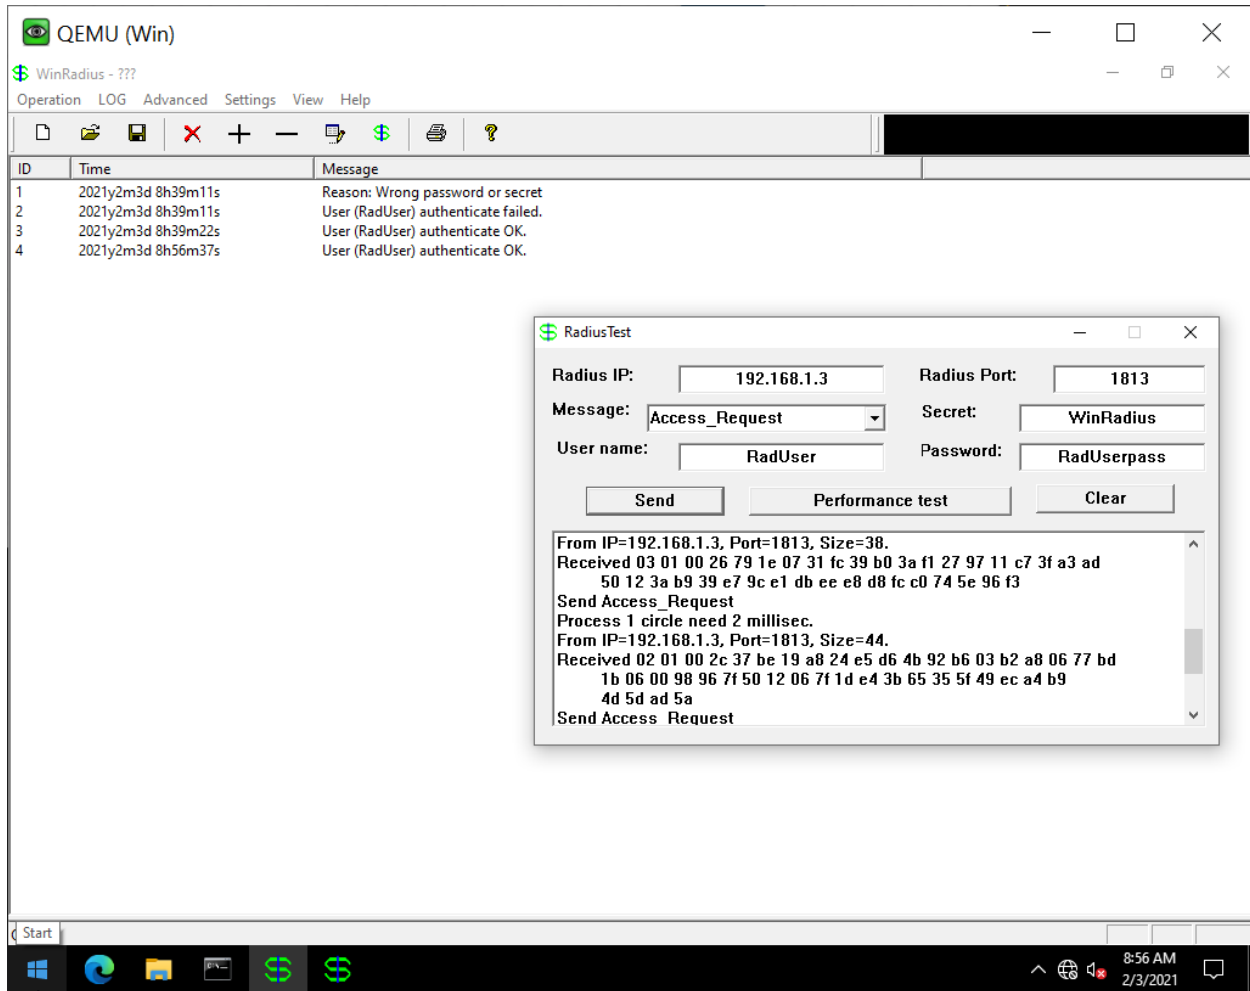 QEMU (Win)
WinRadius - ???
Operation LOG Advanced Settings View Help
ID Time Message
1 2021y2m3d 8h39m11s Reason: Wrong password or secret
2 2021y2m3d 8h39m11s User (RadUser) authenticate failed.
3 2021y2m3d 8h39m22s User (RadUser) authenticate OK.
4 2021y2m3d 8h56m37s User (RadUser) authenticate OK.
RadiusTest
Radius IP: 192.168.1.3 Radius Port: 1813
Message: Access_Request Secret: WinRadius
User name: RadUser Password: RadUserpass
Send Performance test Clear
From IP=192.168.1.3, Port=1813, Size=38.
Received 03 01 00 26 79 1e 07 31 fc 39 b0 3a f1 27 97 11 c7 3f a3 ad
50 12 3a b9 39 e7 9c e1 db ee e8 d8 fc c0 74 5e 96 f3
Send Access_Request
Process 1 circle need 2 millisec.
From IP=192.168.1.3, Port=1813, Size=44.
Received 02 01 00 2c 37 be 19 a8 24 e5 d6 4b 92 b6 03 b2 a8 06 77 bd
1b 06 00 98 96 7f 50 12 06 7f 1d e4 3b 65 35 5f 49 ec a4 b9
4d 5d ad 5a
Send Access_Request
Start
8:56 AM
2/3/2021